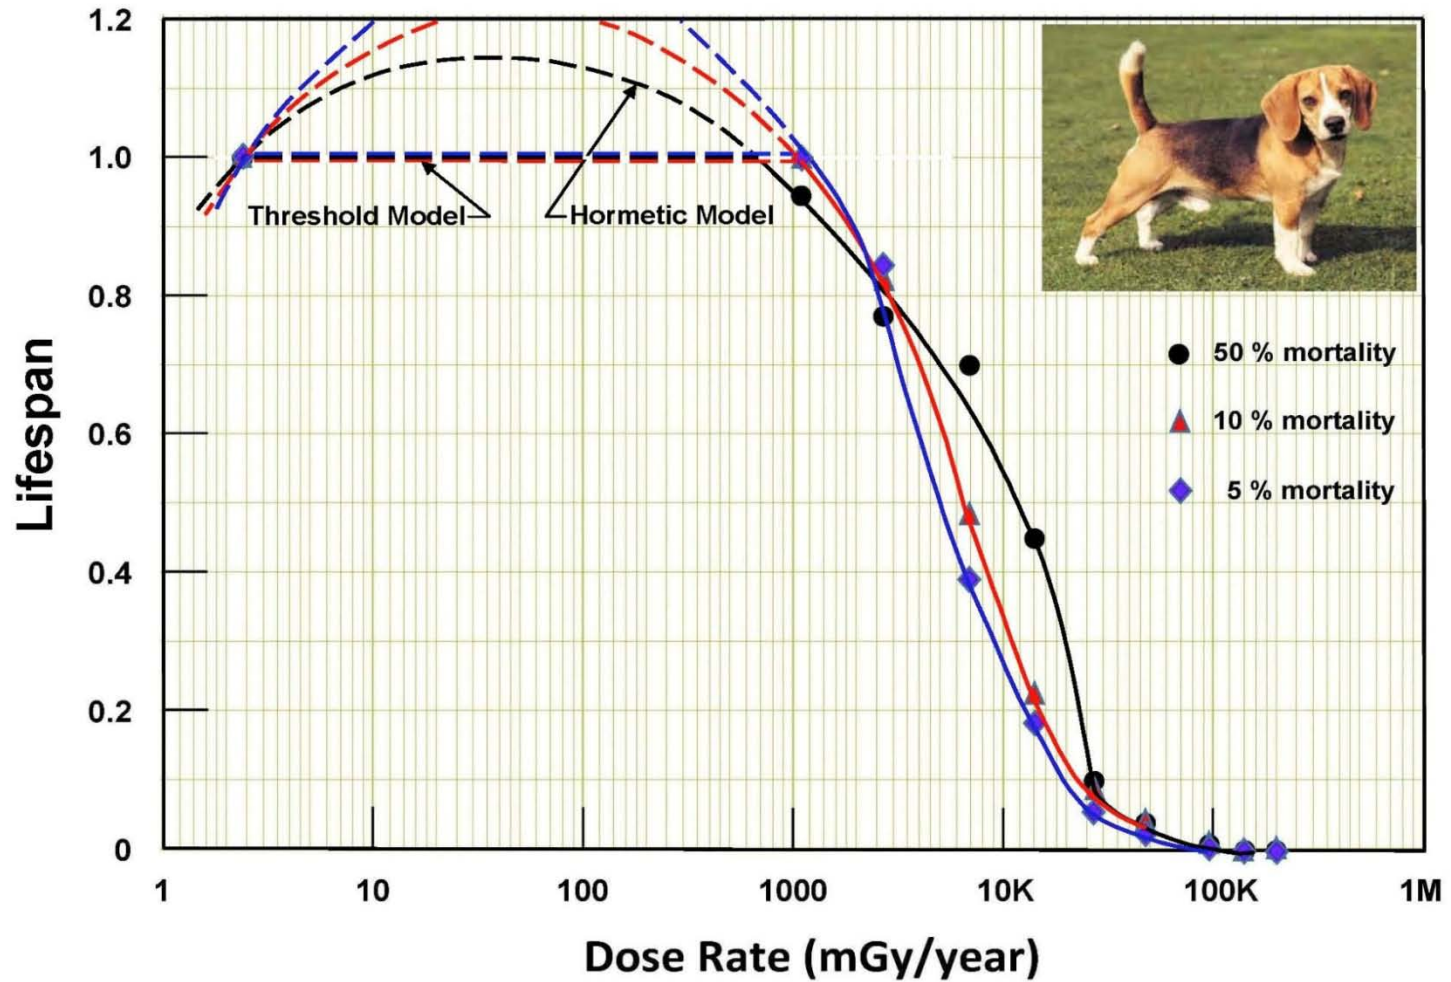 1.2
1.0
0.8
0.6
0.4
0.2
0
Lifespan
Threshold Model
Hormetic Model
50 % mortality
10 % mortality
5 % mortality
1
10
100
1000
10K
100K
1M
Dose Rate (mGy/year)